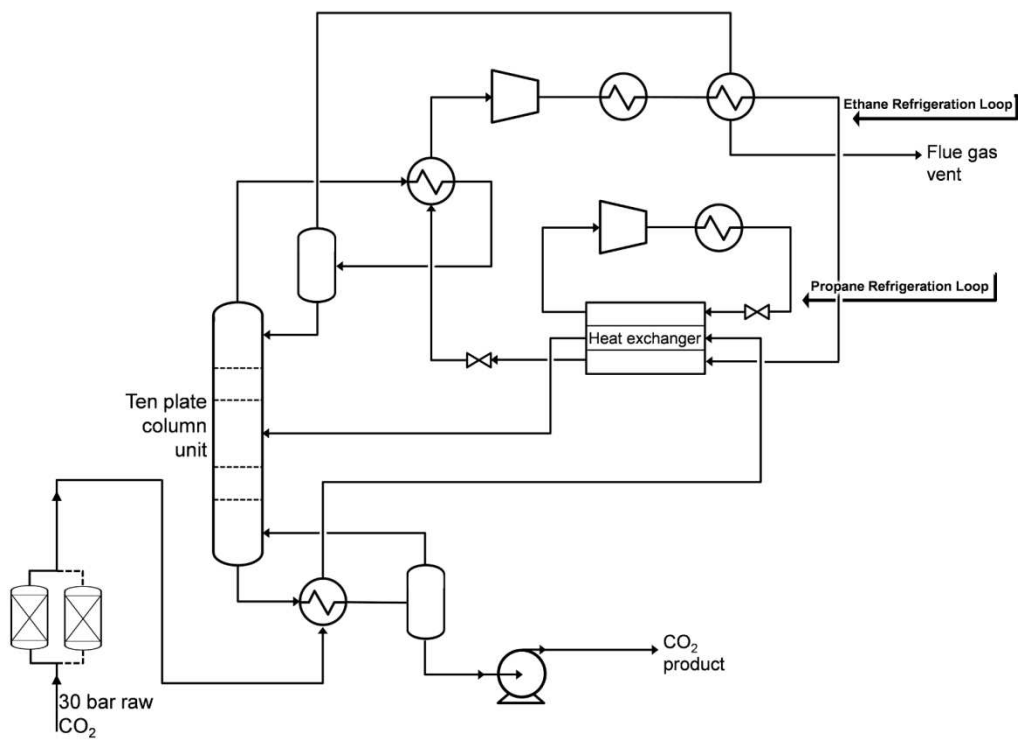 Ethane Refrigeration Loop
Flue gas
vent
Propane Refrigeration Loop
Heat exchanger
Ten plate
column
unit
CO₂
product
30 bar raw
CO₂